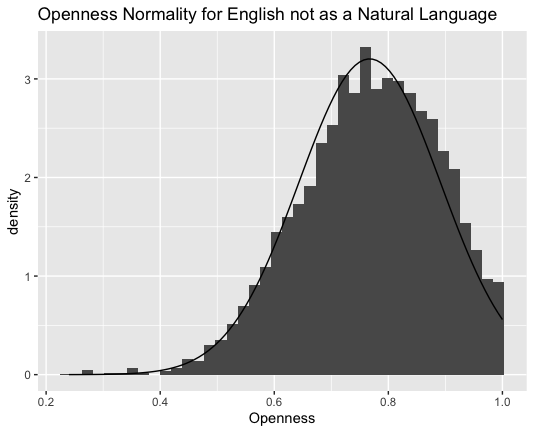 Openness Normality for English not as a Natural Language
3
2
1
0
density
0.2 0.4 0.6 0.8 1.0
Openness